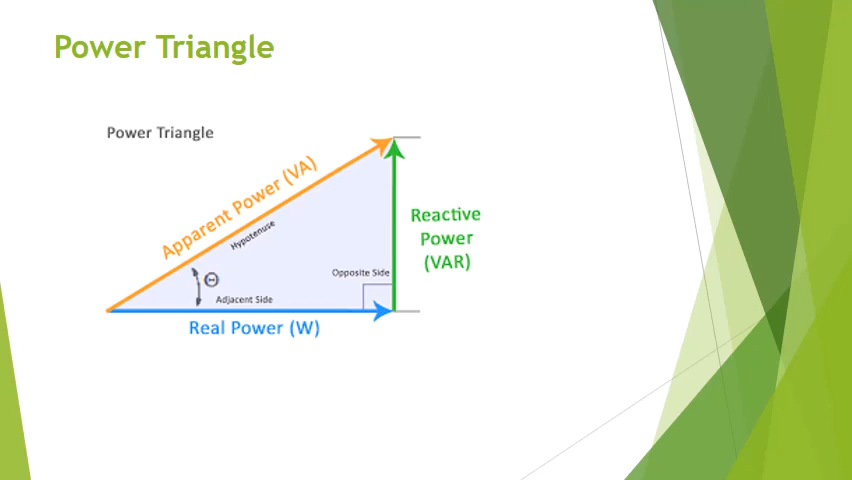 Power Triangle
Power Triangle
Apparent Power (VA)
Hypotenuse
Reactive
Power
(VAR)
Opposite Side
Θ
Adjacent Side
Real Power (W)